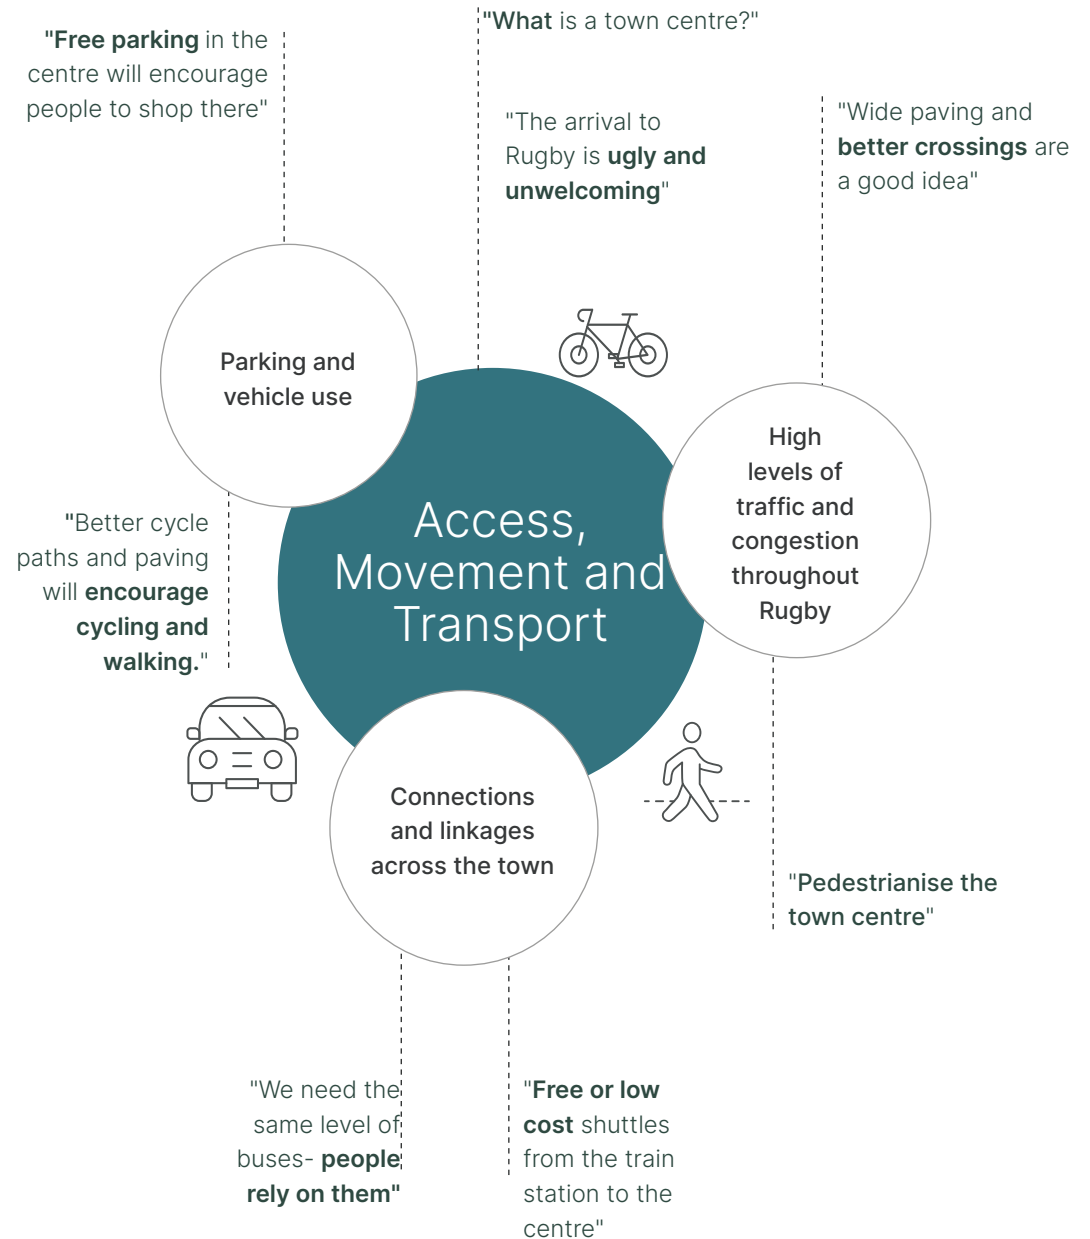 "Free parking in the
centre will encourage
people to shop there"
"What is a town centre?"
"The arrival to
Rugby is ugly and
unwelcoming"
"Wide paving and
better crossings are
a good idea"
Parking and
vehicle use
High
levels of
traffic and
congestion
throughout
Rugby
"Better cycle
paths and paving
will encourage
cycling and
walking."
Access,
Movement and
Transport
Connections
and linkages
across the town
"Pedestrianise the
town centre"
"We need the
same level of
buses- people
rely on them"
"Free or low
cost shuttles
from the train
station to the
centre"